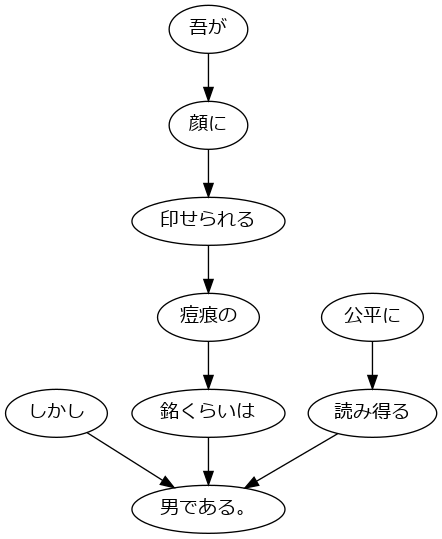 吾が
顔に
印せられる
痘痕の
公平に
しかし
銘くらいは
読み得る
男である。